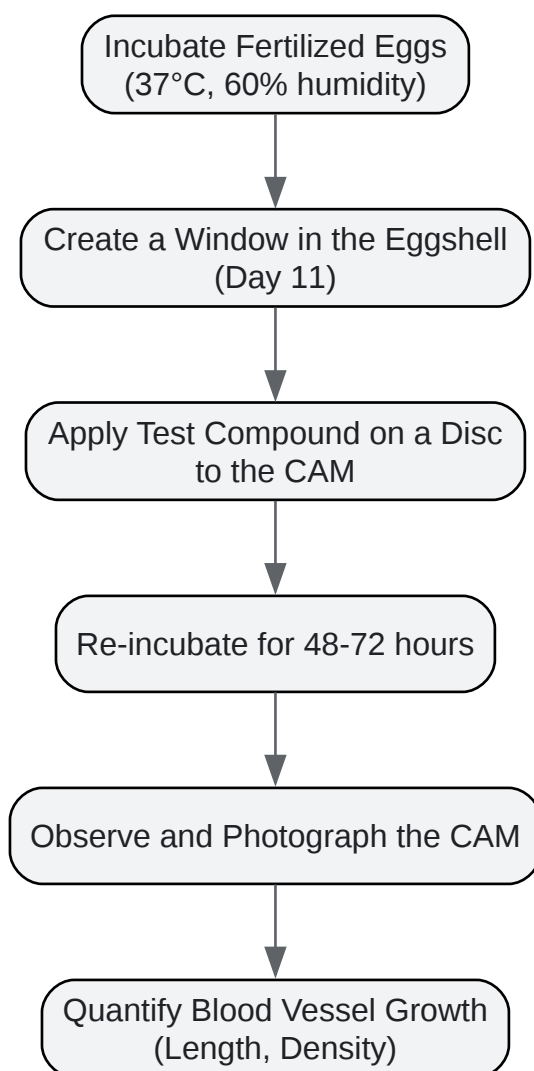 Incubate Fertilized Eggs
(37°C, 60% humidity)
Create a Window in the Eggshell
(Day 11)
Apply Test Compound on a Disc
to the CAM
Re-incubate for 48-72 hours
Observe and Photograph the CAM
Quantify Blood Vessel Growth
(Length, Density)